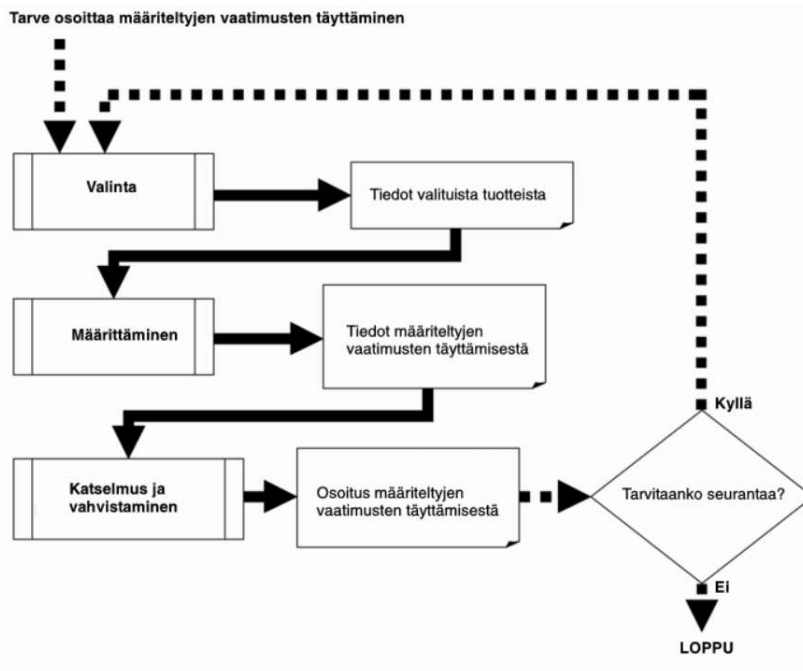 Tarve osoittaa määriteltyjen vaatimusten täyttäminen
Valinta
Tiedot valituista tuotteista
Määrittäminen
Tiedot määriteltyjen
vaatimusten täyttämisestä
Katselmus ja
vahvistaminen
Osoitus määriteltyjen
vaatimusten täyttämisestä
Kyllä
Tarvitaanko seurantaa?
Ei
LOPPU